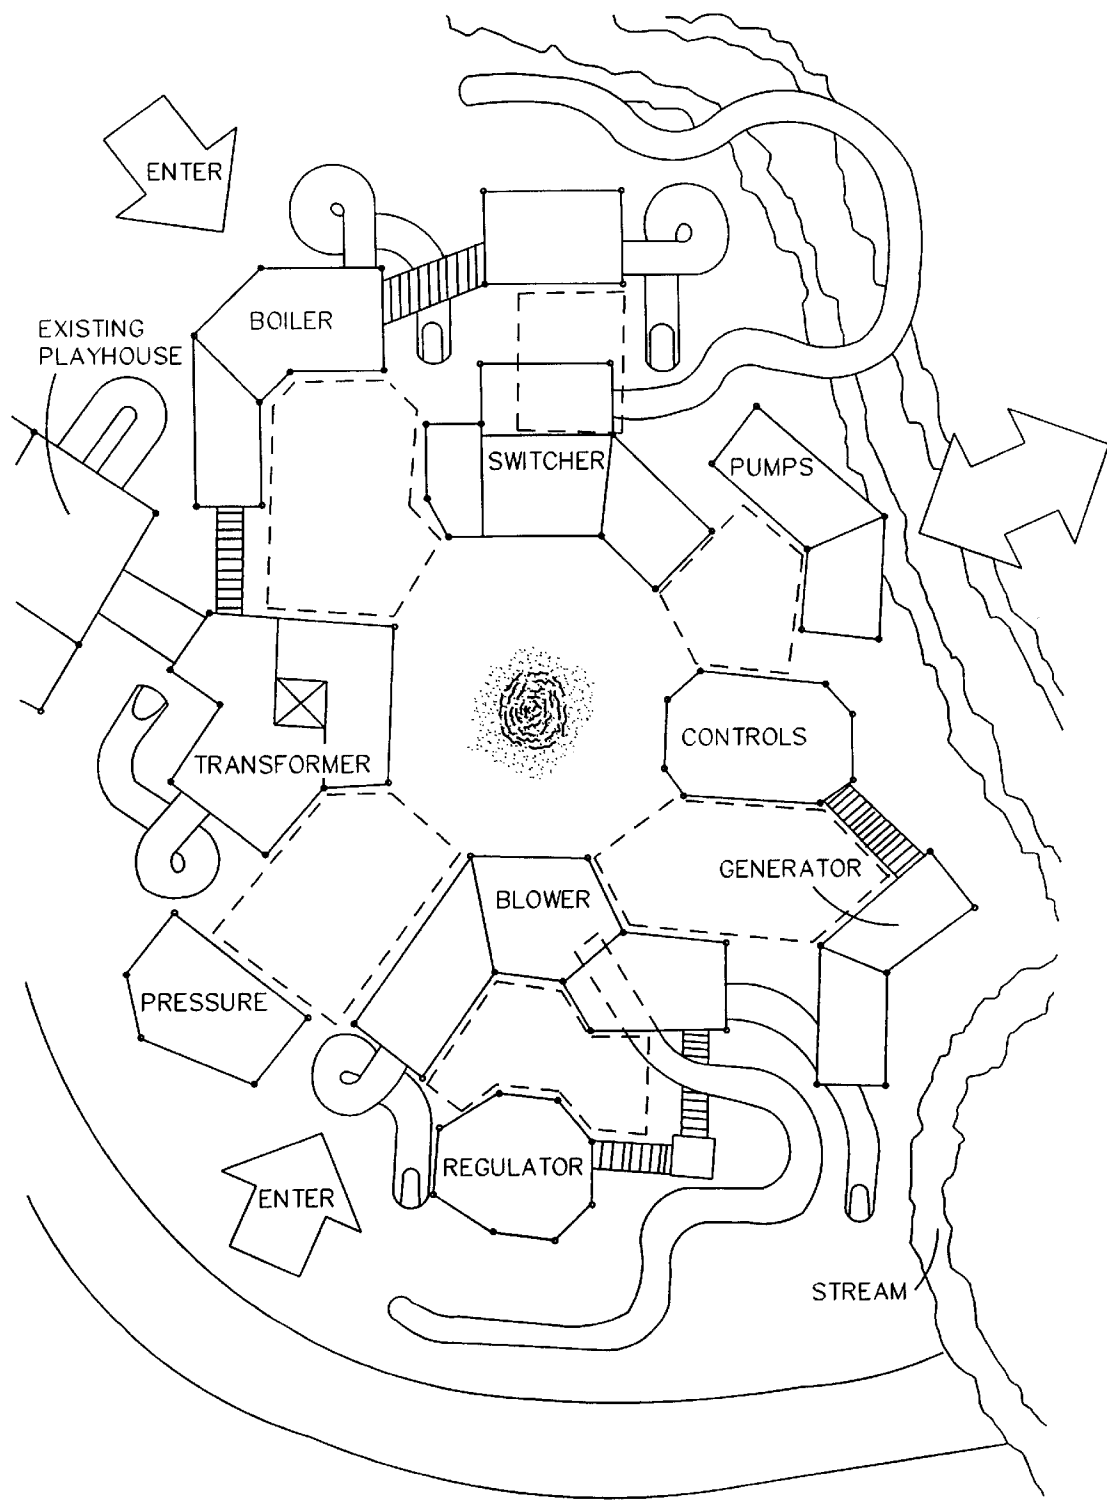 ENTER
BOILER
EXISTING
PLAYHOUSE
SWITCHER
PUMPS
CONTROLS
TRANSFORMER
GENERATOR
BLOWER
PRESSURE
REGULATOR
ENTER
STREAM